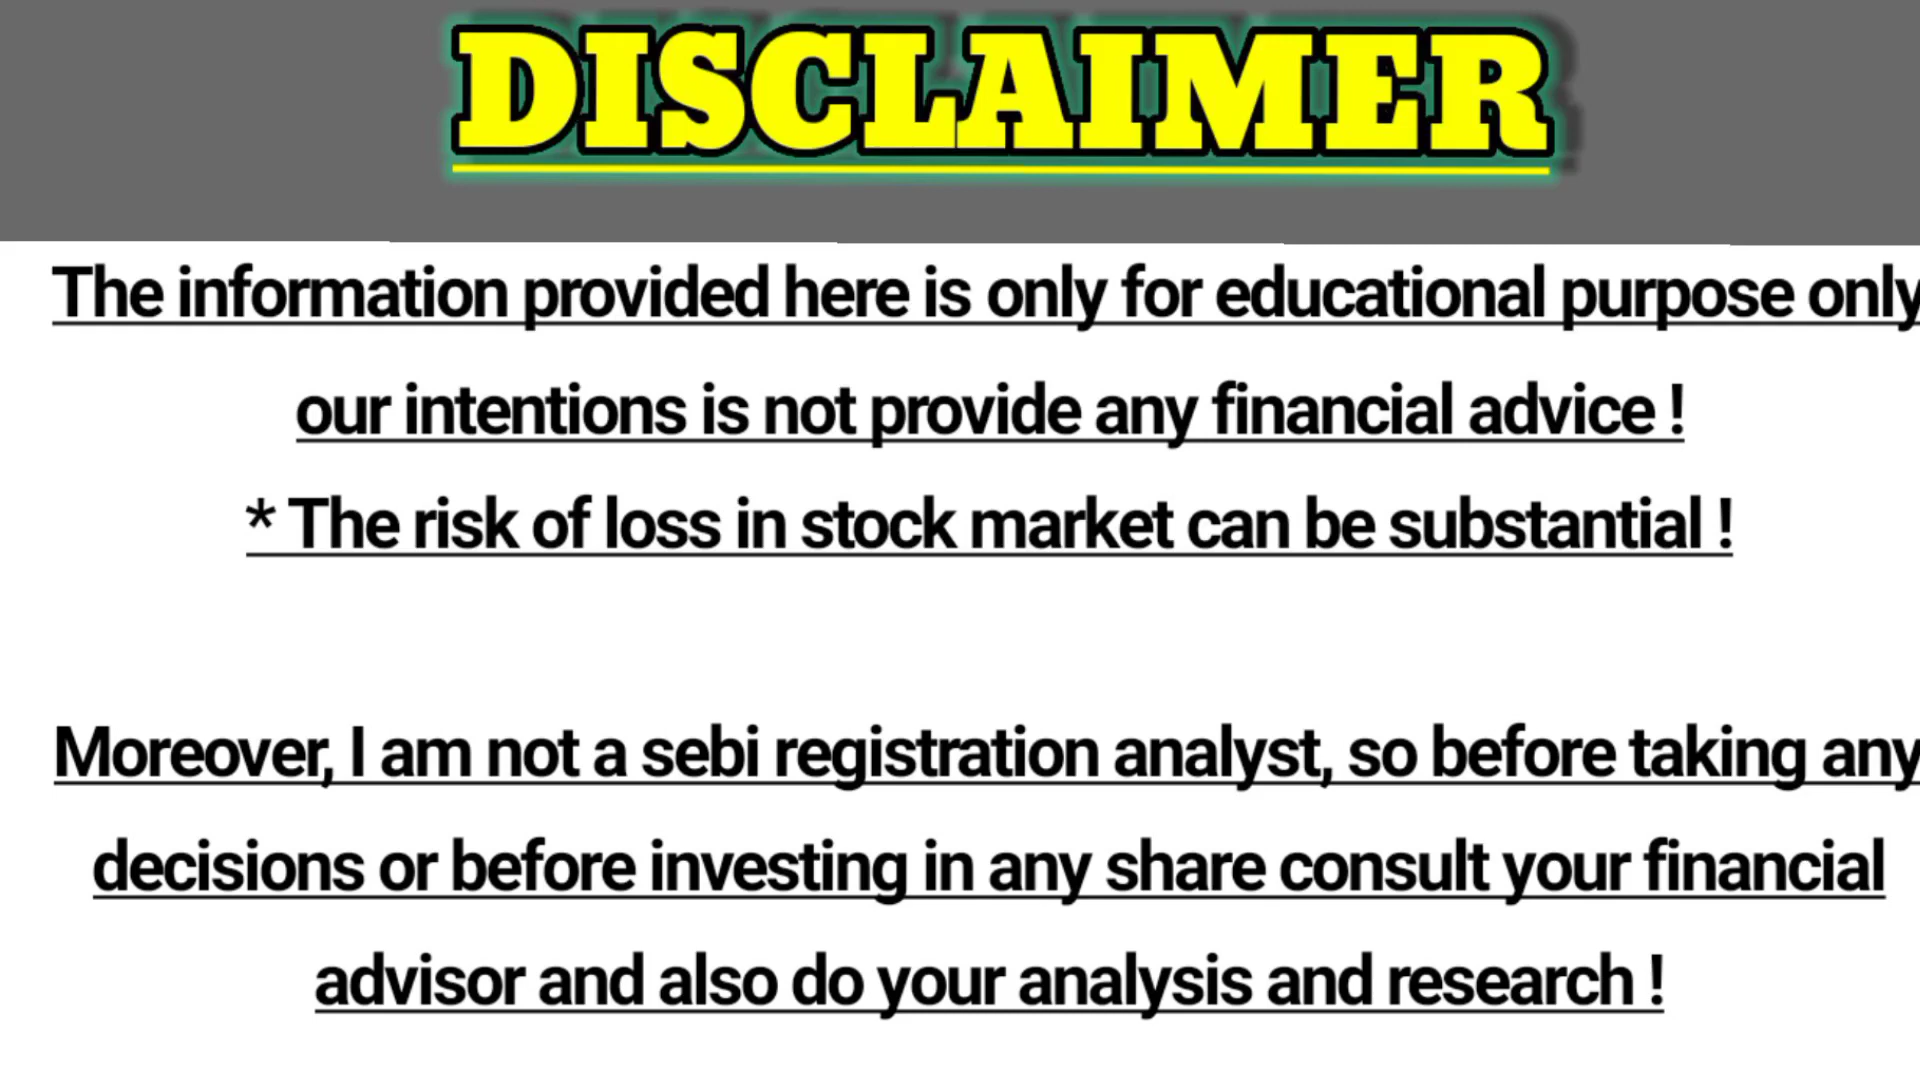 DISCLAIMER
The information provided here is only for educational purpose only
our intentions is not provide any financial advice !
* The risk of loss in stock market can be substantial !
Moreover, I am not a sebi registration analyst, so before taking any
decisions or before investing in any share consult your financial
advisor and also do your analysis and research !